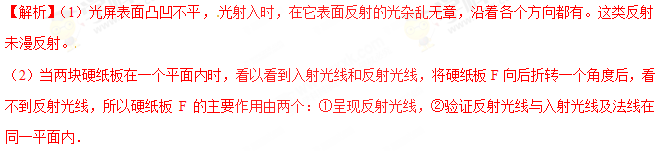 【解析】（1）光屏表面凸凹不平，光射入时，在它表面反射的光杂乱无章，沿着各个方向都有。这类反射
未漫反射。
（2）当两块硬纸板在一个平面内时，看以看到入射光线和反射光线，将硬纸板 F 向后折转一个角度后，看
不到反射光线，所以硬纸板 F 的主要作用由两个：①呈现反射光线，②验证反射光线与入射光线及法线在
同一平面内．